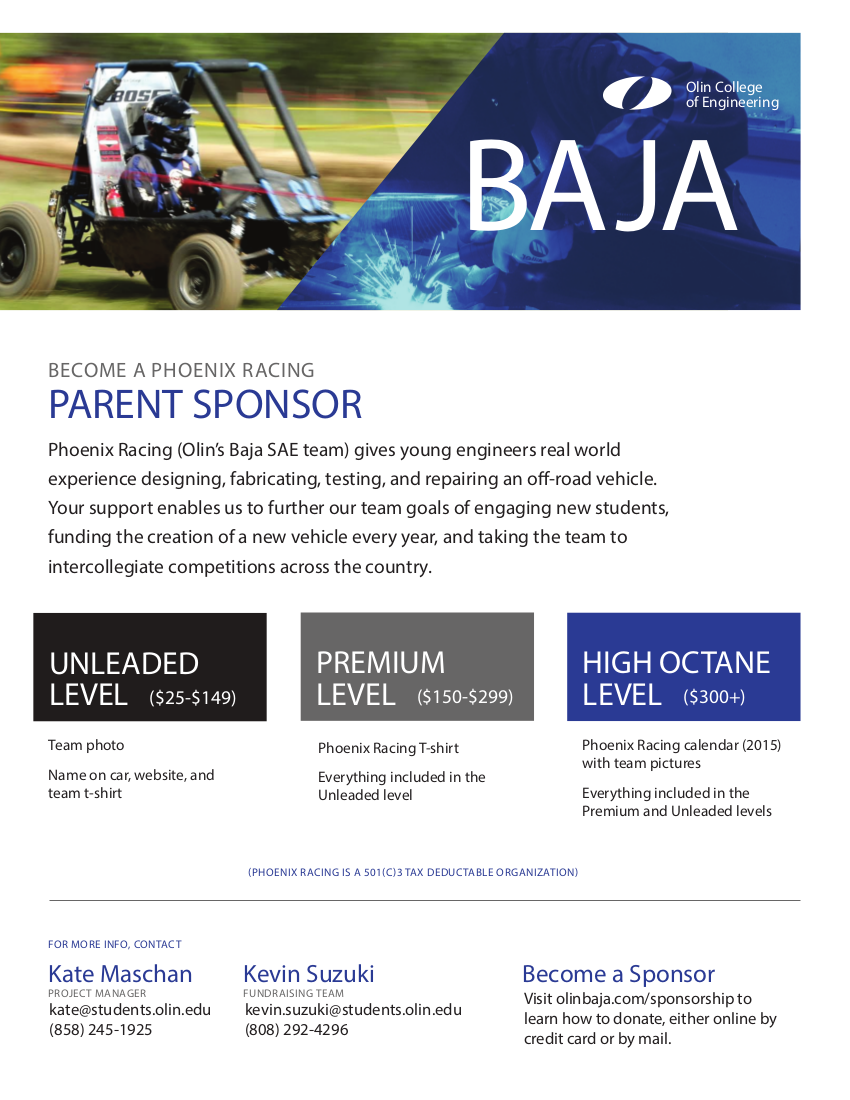 BOSE
Olin College
of Engineering
BAJA
BECOME A PHOENIX RACING
PARENT SPONSOR
Phoenix Racing (Olin's Baja SAE team) gives young engineers real world
experience designing, fabricating, testing, and repairing an off-road vehicle.
Your support enables us to further our team goals of engaging new students,
funding the creation of a new vehicle every year, and taking the team to
intercollegiate competitions across the country.
UNLEADED
LEVEL ($25-$149)
Team photo
Name on car, website, and
team t-shirt
PREMIUM
LEVEL ($150-$299)
Phoenix Racing T-shirt
Everything included in the
Unleaded level
HIGH OCTANE
LEVEL ($300+)
Phoenix Racing calendar (2015)
with team pictures
Everything included in the
Premium and Unleaded levels
(PHOENIX RACING IS A 501(C)3 TAX DEDUCTABLE ORGANIZATION)
FOR MORE INFO, CONTACT
Kate Maschan
PROJECT MANAGER
kate@students.olin.edu
(858) 245-1925
Kevin Suzuki
FUNDRAISING TEAM
kevin.suzuki@students.olin.edu
(808) 292-4296
Become a Sponsor
Visit olinbaja.com/sponsorship to
learn how to donate, either online by
credit card or by mail.